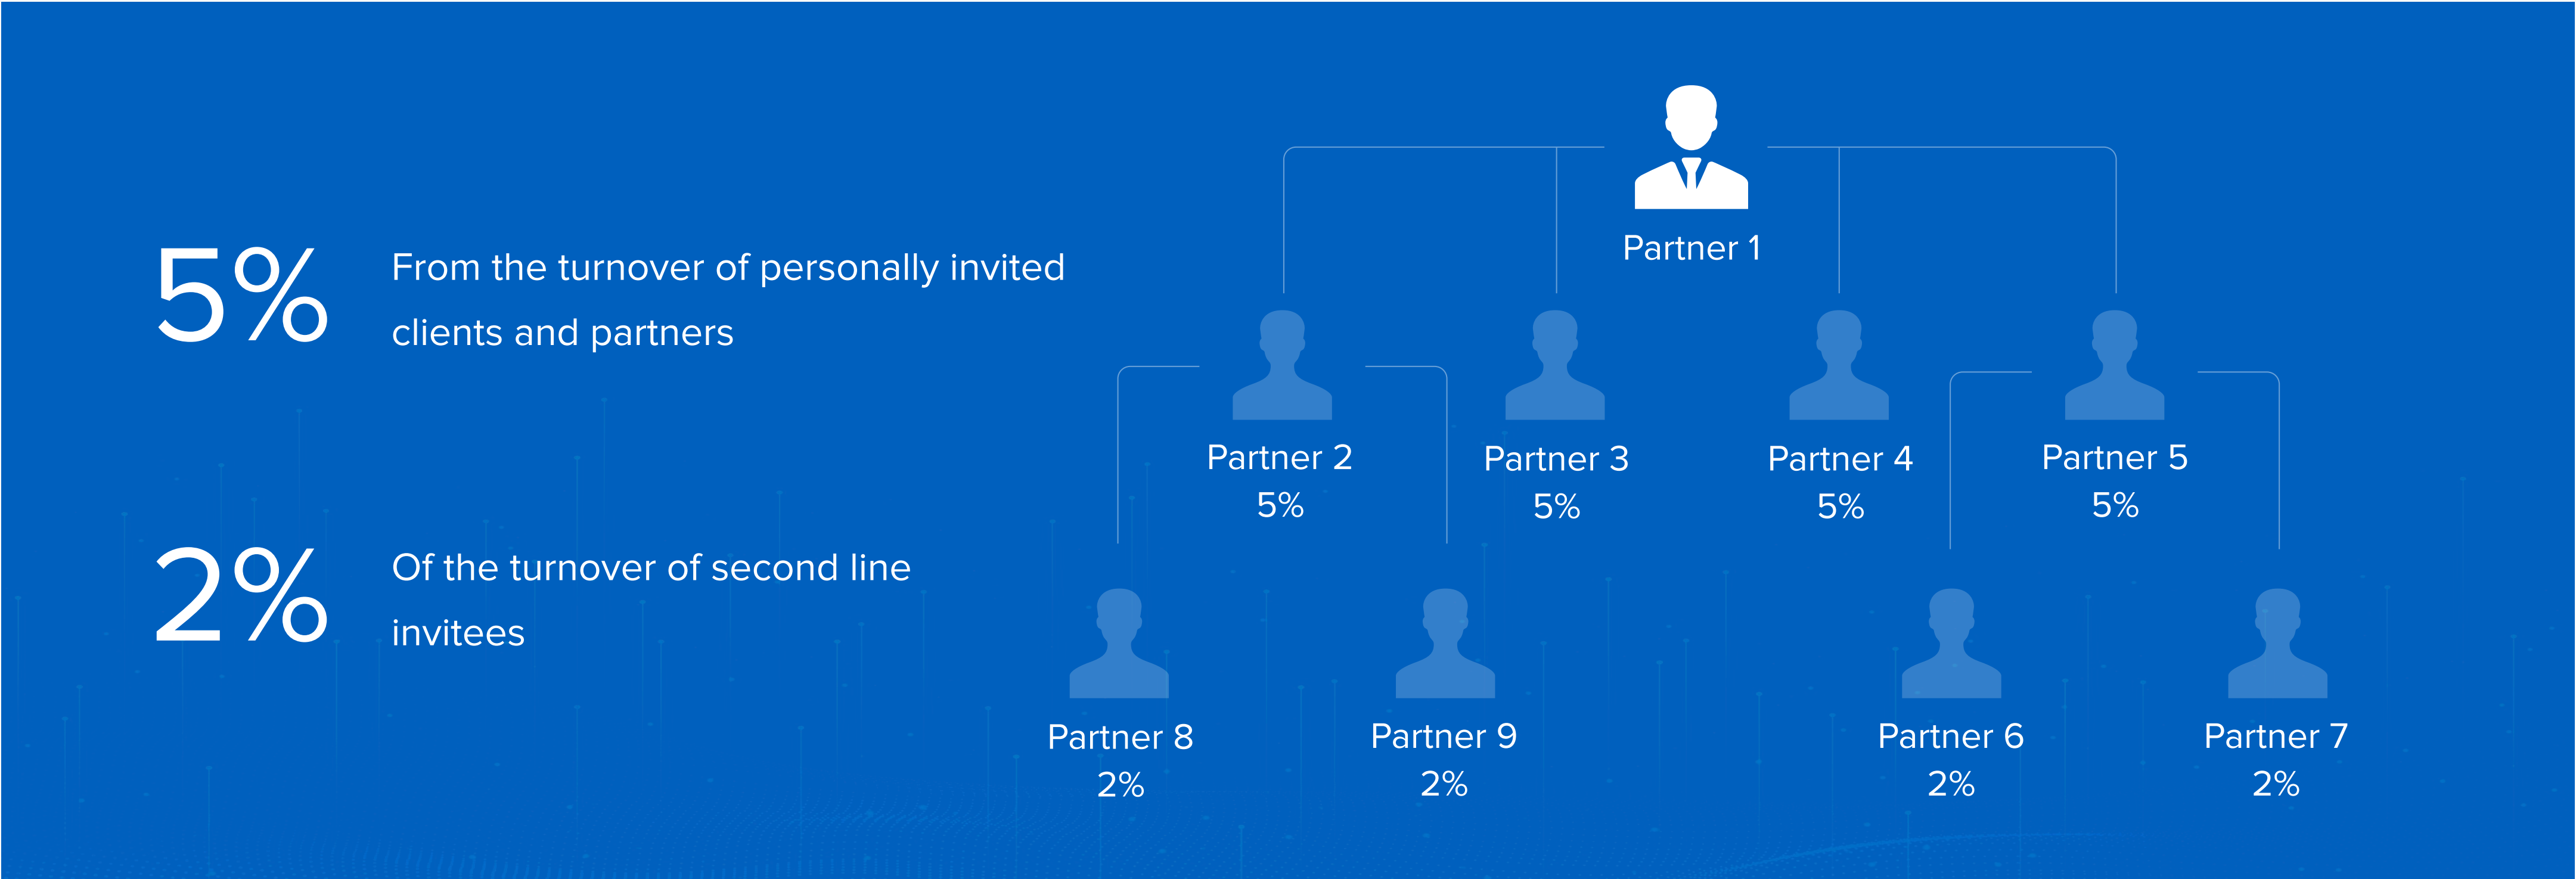 5%
From the turnover of personally invited
clients and partners
2%
Of the turnover of second line
invitees
Partner 1
Partner 2
5%
Partner 3
5%
Partner 4
5%
Partner 5
5%
Partner 8
2%
Partner 9
2%
Partner 6
2%
Partner 7
2%